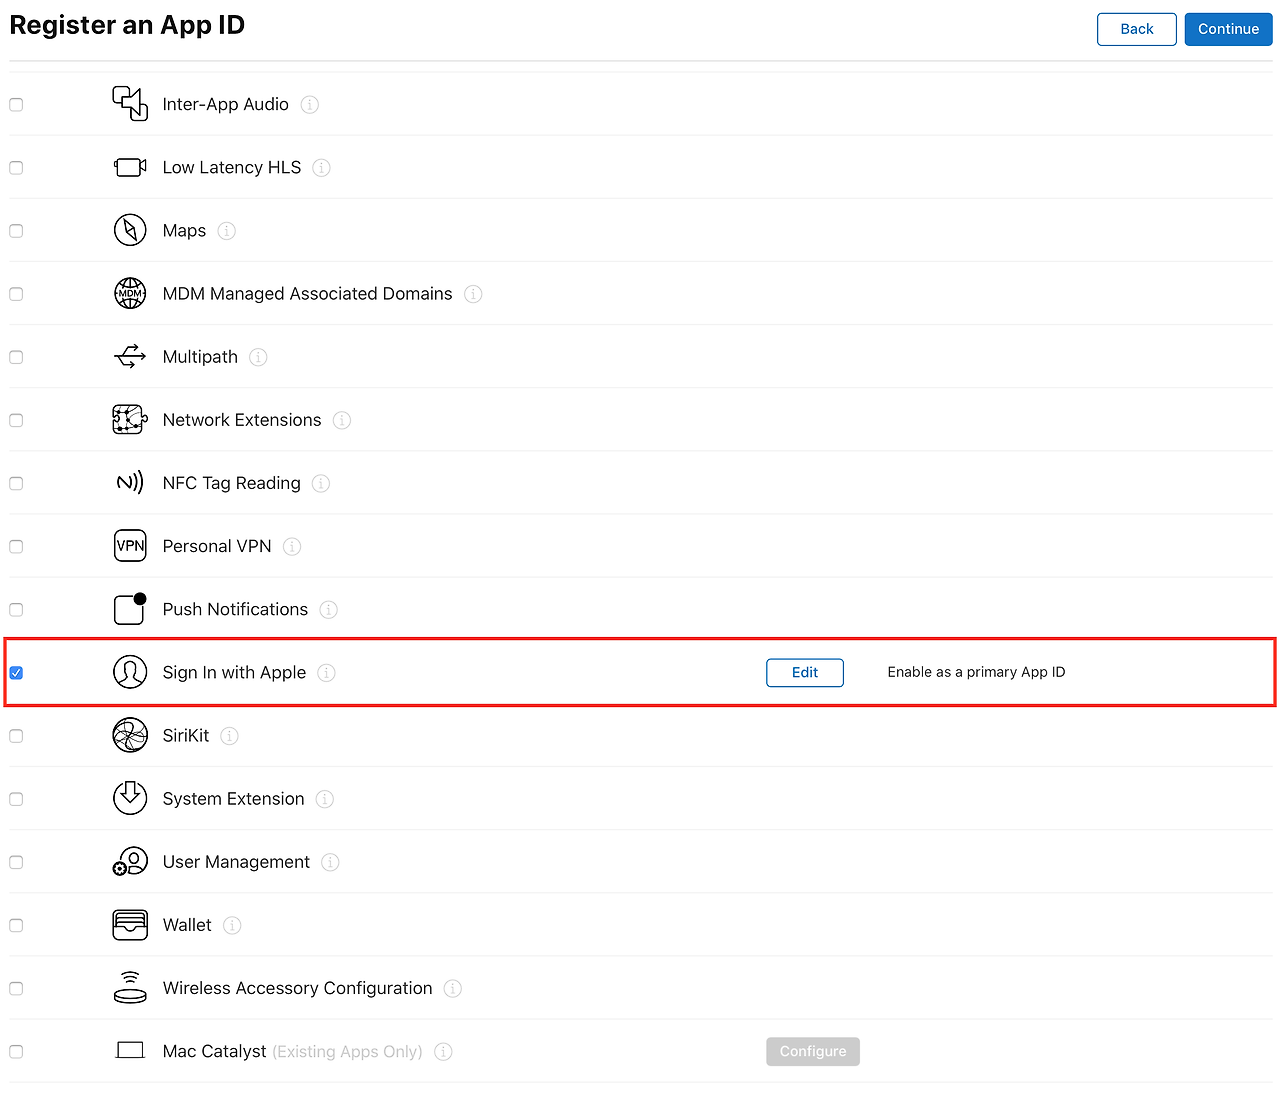 Register an App ID
Back
Continue
Inter-App Audio
Low Latency HLS
Maps
MDM
MDM Managed Associated Domains
Multipath
Network Extensions
N
NFC Tag Reading
VPN
Personal VPN
Push Notifications
Sign In with Apple
Edit
Enable as a primary App ID
SiriKit
System Extension
User Management
Wallet
Wireless Accessory Configuration
Mac Catalyst (Existing Apps Only)
Configure